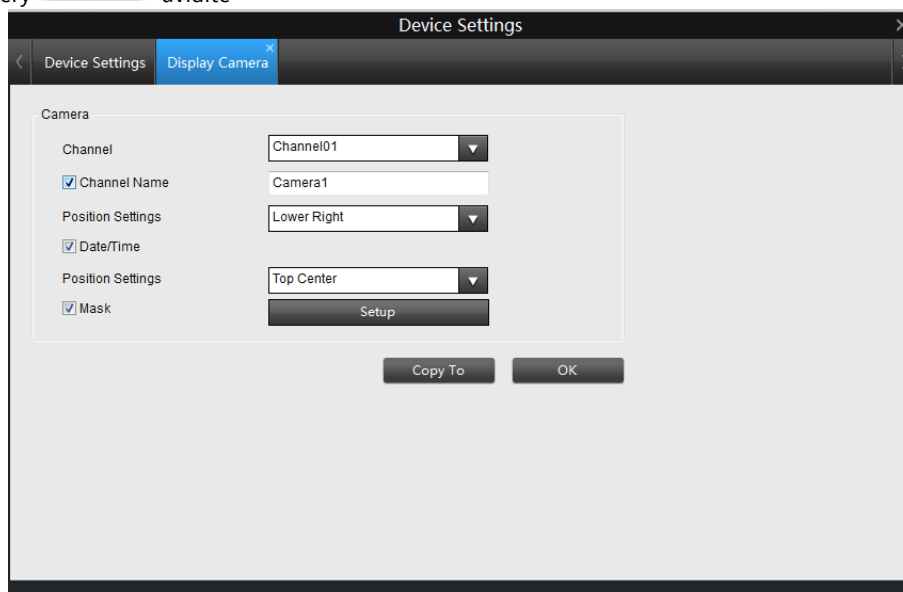 Device Settings
Device Settings Display Camera
Camera
Channel Channel01
Channel Name Camera1
Position Settings Lower Right
Date/Time
Position Settings Top Center
Mask Setup
Copy To OK